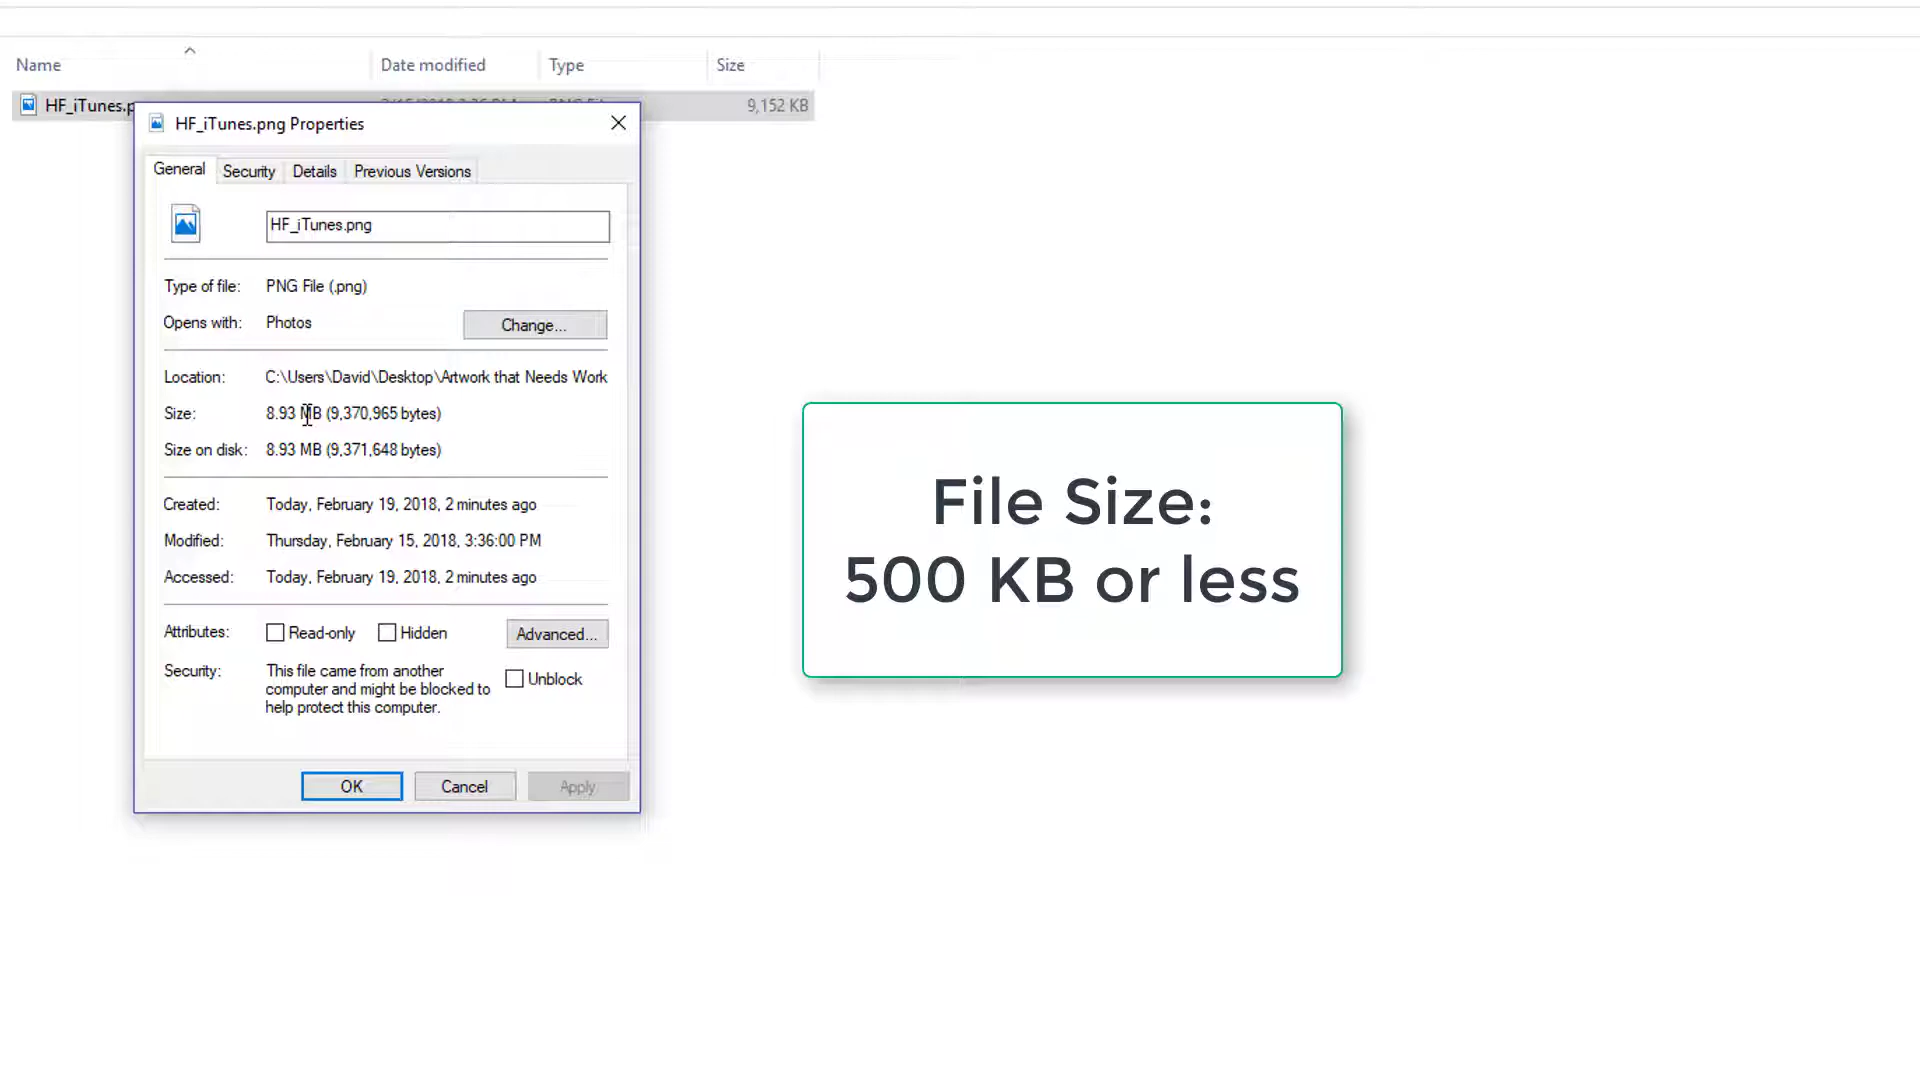 Name Date modified Type Size
HF_iTunes.p 9,152 KB
HF_iTunes.png Properties
General Security Details Previous Versions
HF_iTunes.png
Type of file: PNG File (.png)
Opens with: Photos Change...
Location: C:\Users\David\Desktop\Artwork that Needs Work
Size: 8.93 MB (9,370,965 bytes)
Size on disk: 8.93 MB (9,371,648 bytes)
Created: Today, February 19, 2018, 2 minutes ago
Modified: Thursday, February 15, 2018, 3:36:00 PM
Accessed: Today, February 19, 2018, 2 minutes ago
Attributes: Read-only Hidden Advanced...
Security: This file came from another
computer and might be blocked to
help protect this computer.
Unblock
OK Cancel Apply
File Size:
500 KB or less